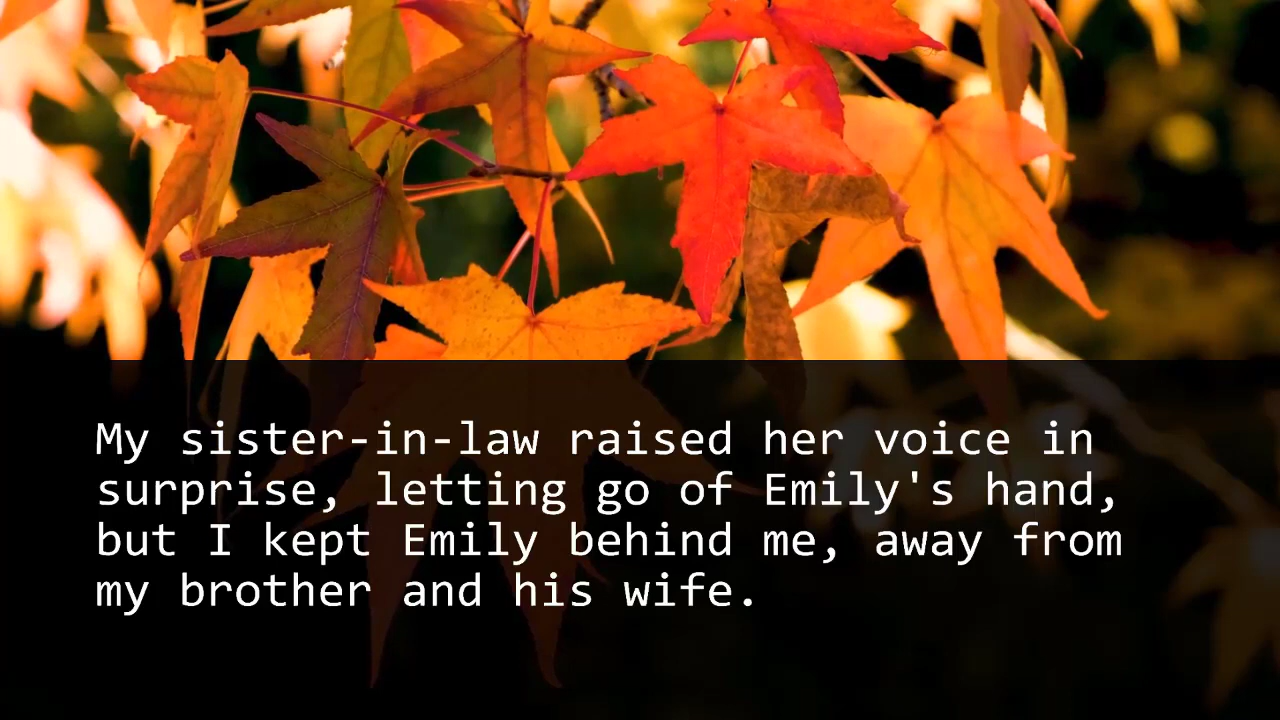 My sister-in-law raised her voice in
surprise, letting go of Emily's hand,
but I kept Emily behind me, away from
my brother and his wife.